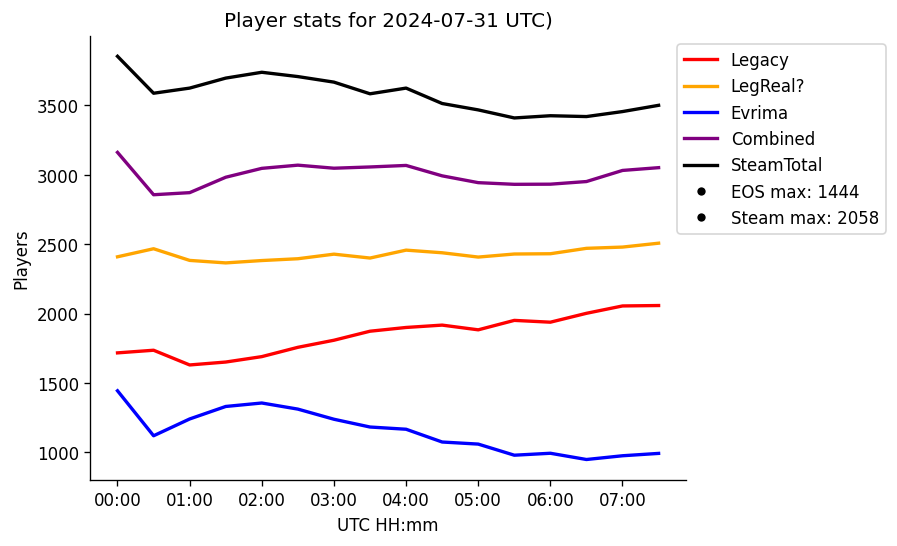 Player stats for 2024-07-31 UTC)
Legacy
LegReal?
Evrima
Combined
SteamTotal
EOS max: 1444
Steam max: 2058
Players
3500
3000
2500
2000
1500
1000
00:00 01:00 02:00 03:00 04:00 05:00 06:00 07:00
UTC HH:mm